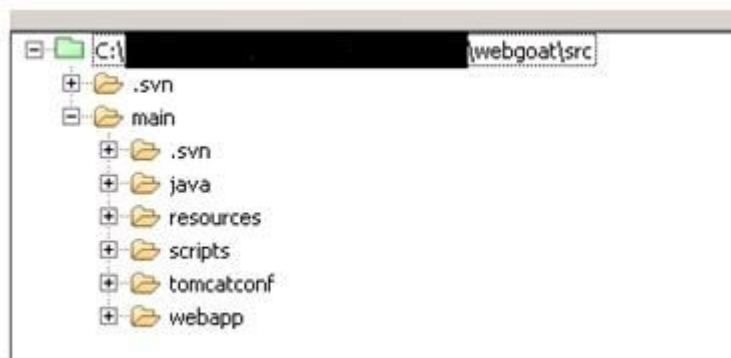 C:\ \webgoat\src
.svn
main
.svn
java
resources
scripts
tomcatconf
webapp